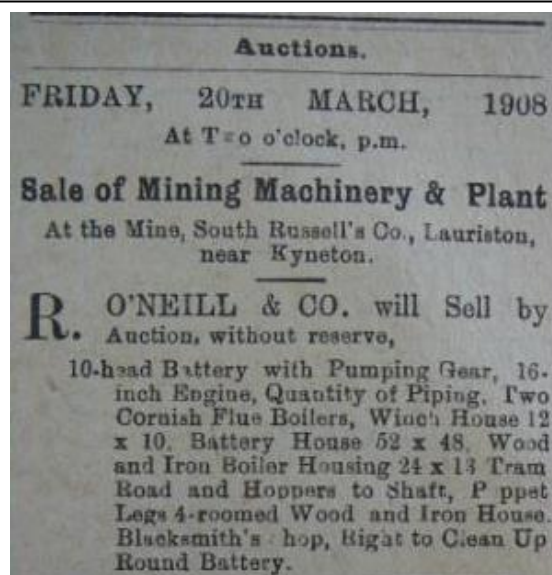 Auctions.
FRIDAY, 20TH MARCH, 1908
At Two o'clock, p.m.
Sale of Mining Machinery & Plant
At the Mine, South Russell's Co., Lauriston,
near Kyneton.
R. O'NEILL & CO. will Sell by
Auction, without reserve,
10-head Battery with Pumping Gear, 16-
inch Engine, Quantity of Piping, Two
Cornish Flue Boilers, Winch House 12
x 10, Battery House 52 x 48, Wood
and Iron Boiler Housing 24 x 13 Tram
Road and Hoppers to Shaft, P ppet
Legs 4-roomed Wood and Iron House.
Blacksmith's hop, Right to Clean Up
Round Battery.